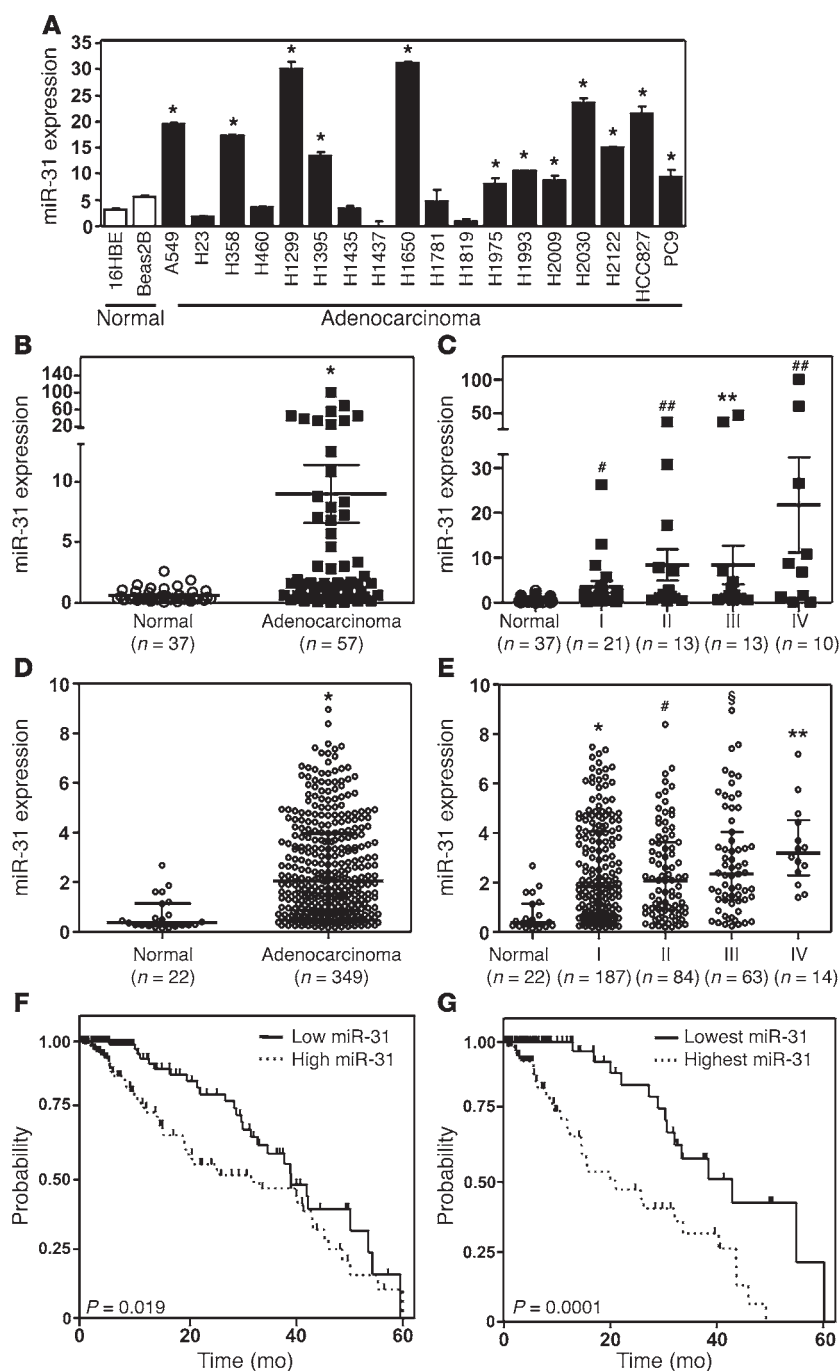 A
miR-31 expression
35
30
25
20
15
10
5
0
* * * * * * * * * * *
16HBE
Beas2B
A549
H23
H358
H460
H1299
H1395
H1435
H1437
H1650
H1781
H1819
H1975
H1993
H2009
H2030
H2122
HCC827
PC9
Normal Adenocarcinoma
B
miR-31 expression
140
100
60
20
10
5
0
*
Normal Adenocarcinoma
(n = 37) (n = 57)
C
miR-31 expression
100
50
30
20
10
0
# ## ** ##
Normal I II III IV
(n = 37) (n = 21) (n = 13) (n = 13) (n = 10)
D
miR-31 expression
10
8
6
4
2
0
*
Normal Adenocarcinoma
(n = 22) (n = 349)
E
miR-31 expression
10
8
6
4
2
0
* # § **
Normal I II III IV
(n = 22) (n = 187) (n = 84) (n = 63) (n = 14)
F
Probability
1.00
0.75
0.50
0.25
0
Low miR-31
High miR-31
P = 0.019
0 20 40 60
Time (mo)
G
Probability
1.00
0.75
0.50
0.25
0
Lowest miR-31
Highest miR-31
P = 0.0001
0 20 40 60
Time (mo)